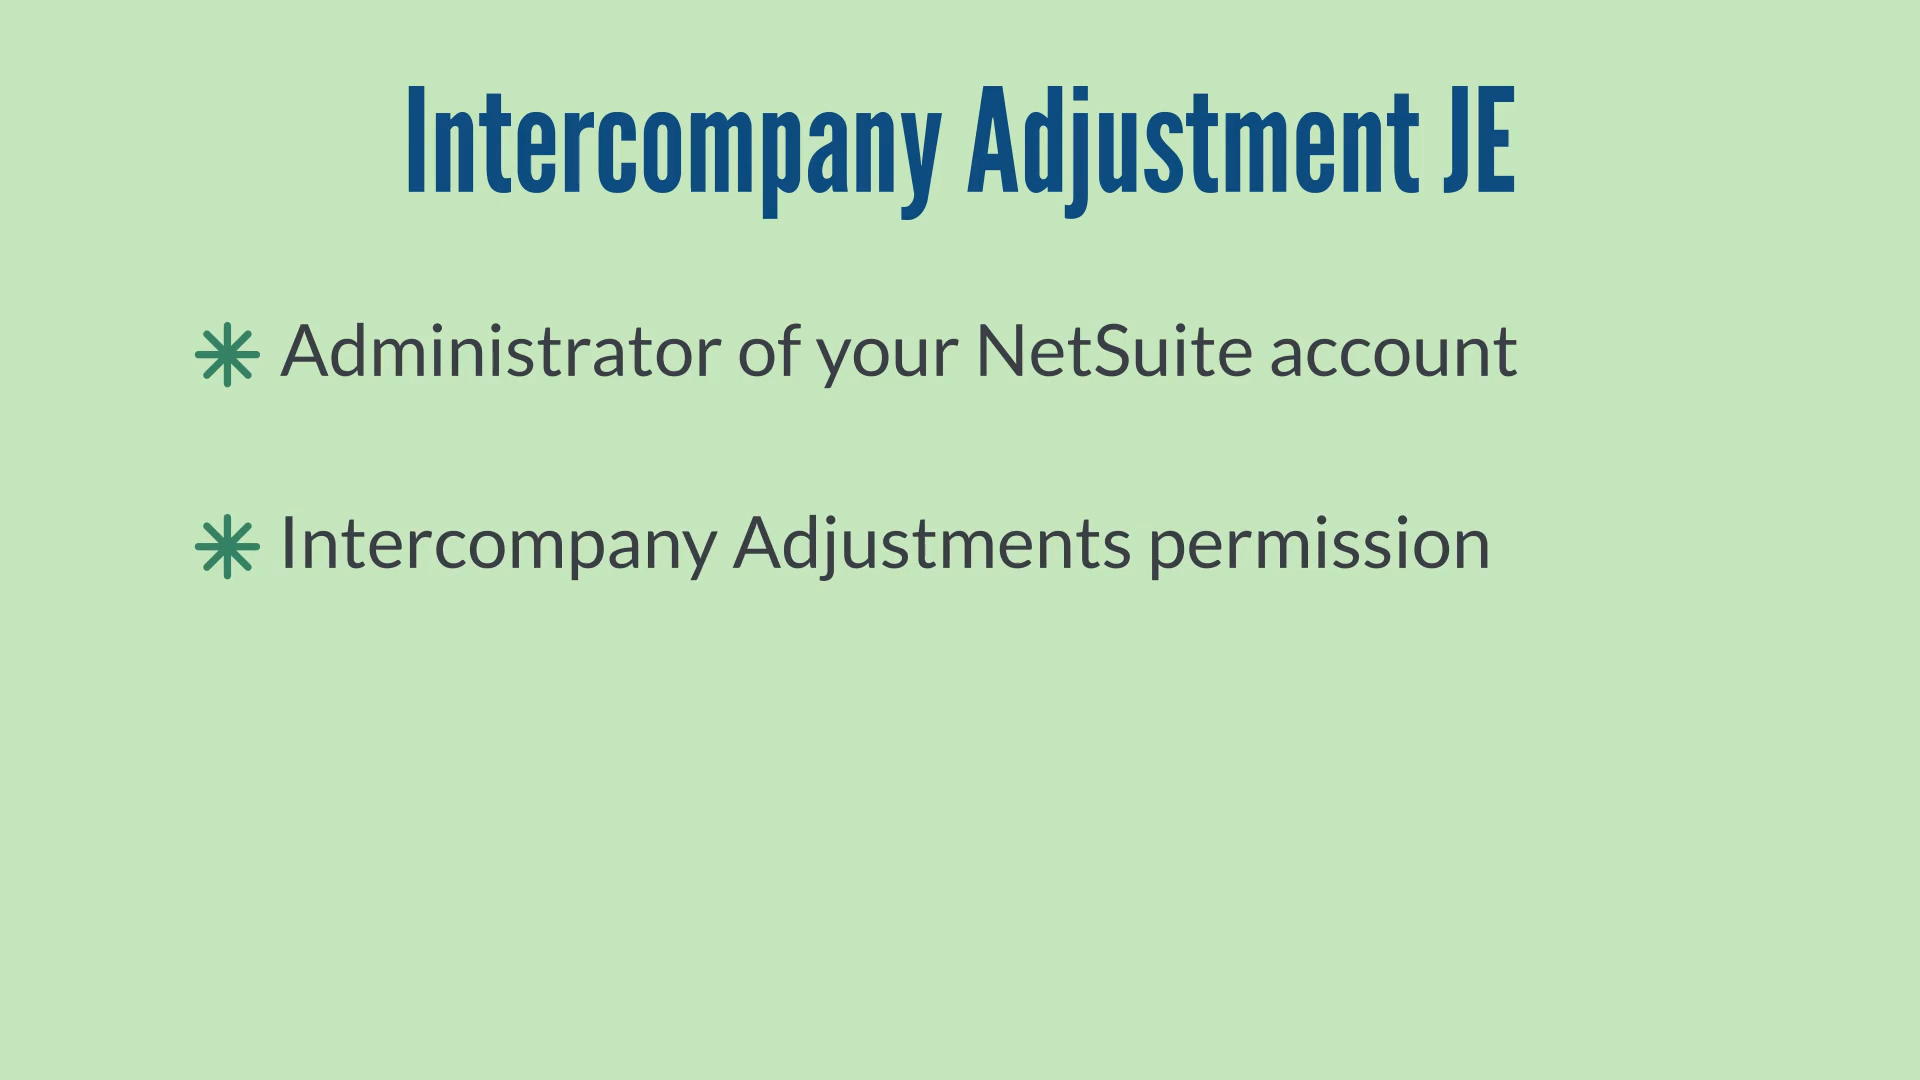 Intercompany Adjustment JE
Administrator of your NetSuite account
Intercompany Adjustments permission